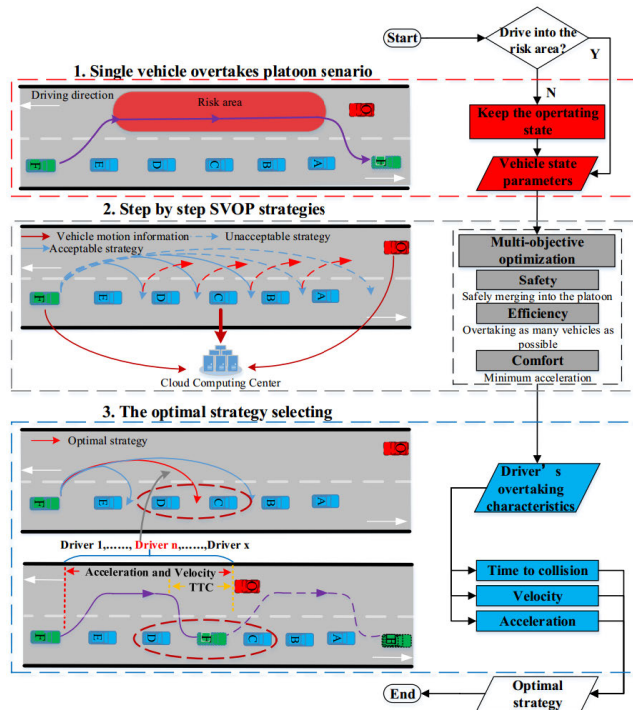 Start
Drive into the
risk area?
Y
N
1. Single vehicle overtakes platoon senario
Driving direction
Risk area
O
F
E
D
C
B
A
F
Keep the opertating
state
Vehicle state
parameters
2. Step by step SVOP strategies
Vehicle motion information
Unacceptable strategy
Acceptable strategy
O
F
E
D
C
B
A
Cloud Computing Center
Multi-objective
optimization
Safety
Safely merging into the platoon
Efficiency
Overtaking as many vehicles as
possible
Comfort
Minimum acceleration
3. The optimal strategy selecting
Optimal strategy
O
F
E
D
C
B
A
Driver 1,......, Driver n,......,Driver x
Acceleration and Velocity
TTC
O
F
E
D
F
C
B
A
F
Driver's
overtaking
characteristics
Time to collision
Velocity
Acceleration
Optimal
strategy
End